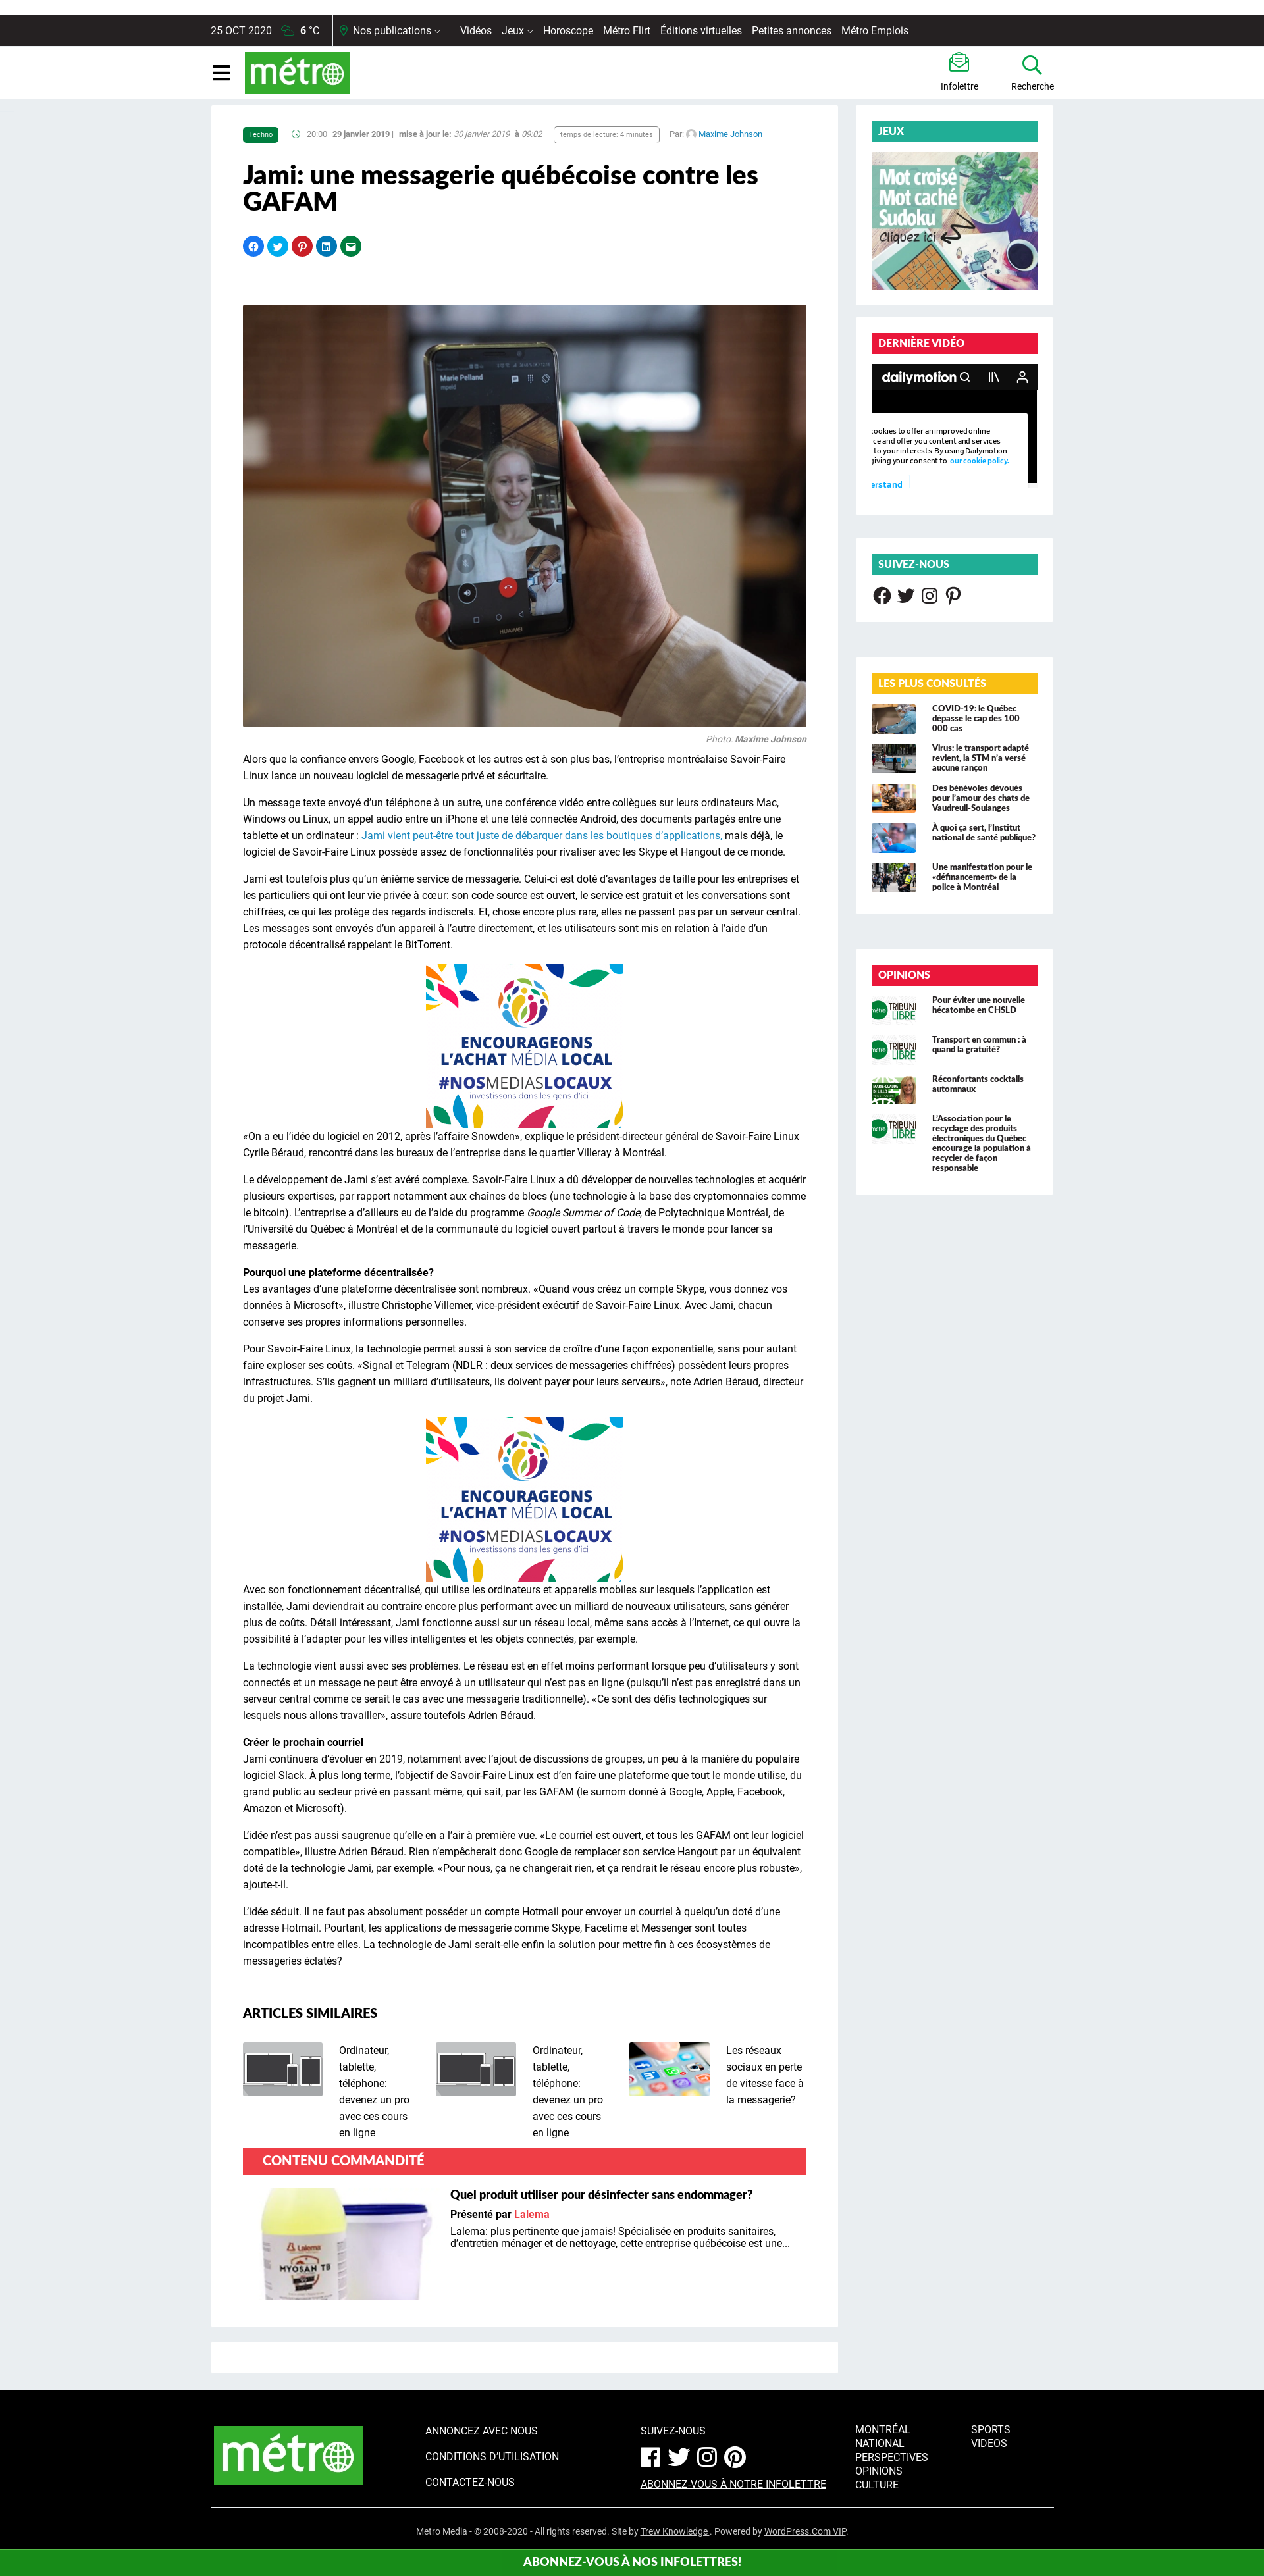 25 OCT 2020 6 °C Nos publications Vidéos Jeux Horoscope Métro Flirt Éditions virtuelles Petites annonces Métro Emplois
métro
Infolettre
Recherche
Techno
20:00 29 janvier 2019 | mise à jour le: 30 janvier 2019 à 09:02
temps de lecture: 4 minutes
Par: Maxime Johnson
Jami: une messagerie québécoise contre les
GAFAM
Marie Pelland
mpelld
HUAWEI
Photo: Maxime Johnson
Alors que la confiance envers Google, Facebook et les autres est à son plus bas, l’entreprise montréalaise Savoir-Faire
Linux lance un nouveau logiciel de messagerie privé et sécuritaire.
Un message texte envoyé d’un téléphone à un autre, une conférence vidéo entre collègues sur leurs ordinateurs Mac,
Windows ou Linux, un appel audio entre un iPhone et une télé connectée Android, des documents partagés entre une
tablette et un ordinateur : Jami vient peut-être tout juste de débarquer dans les boutiques d’applications, mais déjà, le
logiciel de Savoir-Faire Linux possède assez de fonctionnalités pour rivaliser avec les Skype et Hangout de ce monde.
Jami est toutefois plus qu’un énième service de messagerie. Celui-ci est doté d’avantages de taille pour les entreprises et
les particuliers qui ont leur vie privée à cœur: son code source est ouvert, le service est gratuit et les conversations sont
chiffrées, ce qui les protège des regards indiscrets. Et, chose encore plus rare, elles ne passent pas par un serveur central.
Les messages sont envoyés d’un appareil à l’autre directement, et les utilisateurs sont mis en relation à l’aide d’un
protocole décentralisé rappelant le BitTorrent.
ENCOURAGEONS
L’ACHAT MÉDIA LOCAL
#NOSMEDIASLOCAUX
investissons dans les gens d’ici
«On a eu l’idée du logiciel en 2012, après l’affaire Snowden», explique le président-directeur général de Savoir-Faire Linux
Cyrile Béraud, rencontré dans les bureaux de l’entreprise dans le quartier Villeray à Montréal.
Le développement de Jami s’est avéré complexe. Savoir-Faire Linux a dû développer de nouvelles technologies et acquérir
plusieurs expertises, par rapport notamment aux chaînes de blocs (une technologie à la base des cryptomonnaies comme
le bitcoin). L’entreprise a d’ailleurs eu de l’aide du programme Google Summer of Code, de Polytechnique Montréal, de
l’Université du Québec à Montréal et de la communauté du logiciel ouvert partout à travers le monde pour lancer sa
messagerie.
Pourquoi une plateforme décentralisée?
Les avantages d’une plateforme décentralisée sont nombreux. «Quand vous créez un compte Skype, vous donnez vos
données à Microsoft», illustre Christophe Villemer, vice-président exécutif de Savoir-Faire Linux. Avec Jami, chacun
conserve ses propres informations personnelles.
Pour Savoir-Faire Linux, la technologie permet aussi à son service de croître d’une façon exponentielle, sans pour autant
faire exploser ses coûts. «Signal et Telegram (NDLR : deux services de messageries chiffrées) possèdent leurs propres
infrastructures. S’ils gagnent un milliard d’utilisateurs, ils doivent payer pour leurs serveurs», note Adrien Béraud, directeur
du projet Jami.
ENCOURAGEONS
L’ACHAT MÉDIA LOCAL
#NOSMEDIASLOCAUX
investissons dans les gens d’ici
Avec son fonctionnement décentralisé, qui utilise les ordinateurs et appareils mobiles sur lesquels l’application est
installée, Jami deviendrait au contraire encore plus performant avec un milliard de nouveaux utilisateurs, sans générer
plus de coûts. Détail intéressant, Jami fonctionne aussi sur un réseau local, même sans accès à l’Internet, ce qui ouvre la
possibilité à l’adapter pour les villes intelligentes et les objets connectés, par exemple.
La technologie vient aussi avec ses problèmes. Le réseau est en effet moins performant lorsque peu d’utilisateurs y sont
connectés et un message ne peut être envoyé à un utilisateur qui n’est pas en ligne (puisqu’il n’est pas enregistré dans un
serveur central comme ce serait le cas avec une messagerie traditionnelle). «Ce sont des défis technologiques sur
lesquels nous allons travailler», assure toutefois Adrien Béraud.
Créer le prochain courriel
Jami continuera d’évoluer en 2019, notamment avec l’ajout de discussions de groupes, un peu à la manière du populaire
logiciel Slack. À plus long terme, l’objectif de Savoir-Faire Linux est d’en faire une plateforme que tout le monde utilise, du
grand public au secteur privé en passant même, qui sait, par les GAFAM (le surnom donné à Google, Apple, Facebook,
Amazon et Microsoft).
L’idée n’est pas aussi saugrenue qu’elle en a l’air à première vue. «Le courriel est ouvert, et tous les GAFAM ont leur logiciel
compatible», illustre Adrien Béraud. Rien n’empêcherait donc Google de remplacer son service Hangout par un équivalent
doté de la technologie Jami, par exemple. «Pour nous, ça ne changerait rien, et ça rendrait le réseau encore plus robuste»,
ajoute-t-il.
L’idée séduit. Il ne faut pas absolument posséder un compte Hotmail pour envoyer un courriel à quelqu’un doté d’une
adresse Hotmail. Pourtant, les applications de messagerie comme Skype, Facetime et Messenger sont toutes
incompatibles entre elles. La technologie de Jami serait-elle enfin la solution pour mettre fin à ces écosystèmes de
messageries éclatés?
ARTICLES SIMILAIRES
Ordinateur,
tablette,
téléphone:
devenez un pro
avec ces cours
en ligne
Ordinateur,
tablette,
téléphone:
devenez un pro
avec ces cours
en ligne
Les réseaux
sociaux en perte
de vitesse face à
la messagerie?
CONTENU COMMANDITÉ
Lalema
MYOSAN TB
Quel produit utiliser pour désinfecter sans endommager?
Présenté par Lalema
Lalema: plus pertinente que jamais! Spécialisée en produits sanitaires,
d’entretien ménager et de nettoyage, cette entreprise québécoise est une...
JEUX
Mot croisé
Mot caché
Sudoku
Cliquez ici
DERNIÈRE VIDÉO
dailymotion
cookies to offer an improved online
ce and offer you content and services
to your interests. By using Dailymotion
giving your consent to our cookie policy.
erstand
SUIVEZ-NOUS
LES PLUS CONSULTÉS
COVID-19: le Québec
dépasse le cap des 100
000 cas
Virus: le transport adapté
revient, la STM n’a versé
aucune rançon
Des bénévoles dévoués
pour l’amour des chats de
Vaudreuil-Soulanges
À quoi ça sert, l’Institut
national de santé publique?
Une manifestation pour le
«définancement» de la
police à Montréal
OPINIONS
métro TRIBUNE LIBRE
Pour éviter une nouvelle
hécatombe en CHSLD
métro TRIBUNE LIBRE
Transport en commun : à
quand la gratuité?
MARIE CLAUDE
DI LILLO
Réconfortants cocktails
automnaux
métro TRIBUNE LIBRE
L’Association pour le
recyclage des produits
électroniques du Québec
encourage la population à
recycler de façon
responsable
métro
ANNONCEZ AVEC NOUS
CONDITIONS D’UTILISATION
CONTACTEZ-NOUS
SUIVEZ-NOUS
ABONNEZ-VOUS À NOTRE INFOLETTRE
MONTRÉAL
NATIONAL
PERSPECTIVES
OPINIONS
CULTURE
SPORTS
VIDEOS
Metro Media - © 2008-2020 - All rights reserved. Site by Trew Knowledge . Powered by WordPress.Com VIP.
ABONNEZ-VOUS À NOS INFOLETTRES!